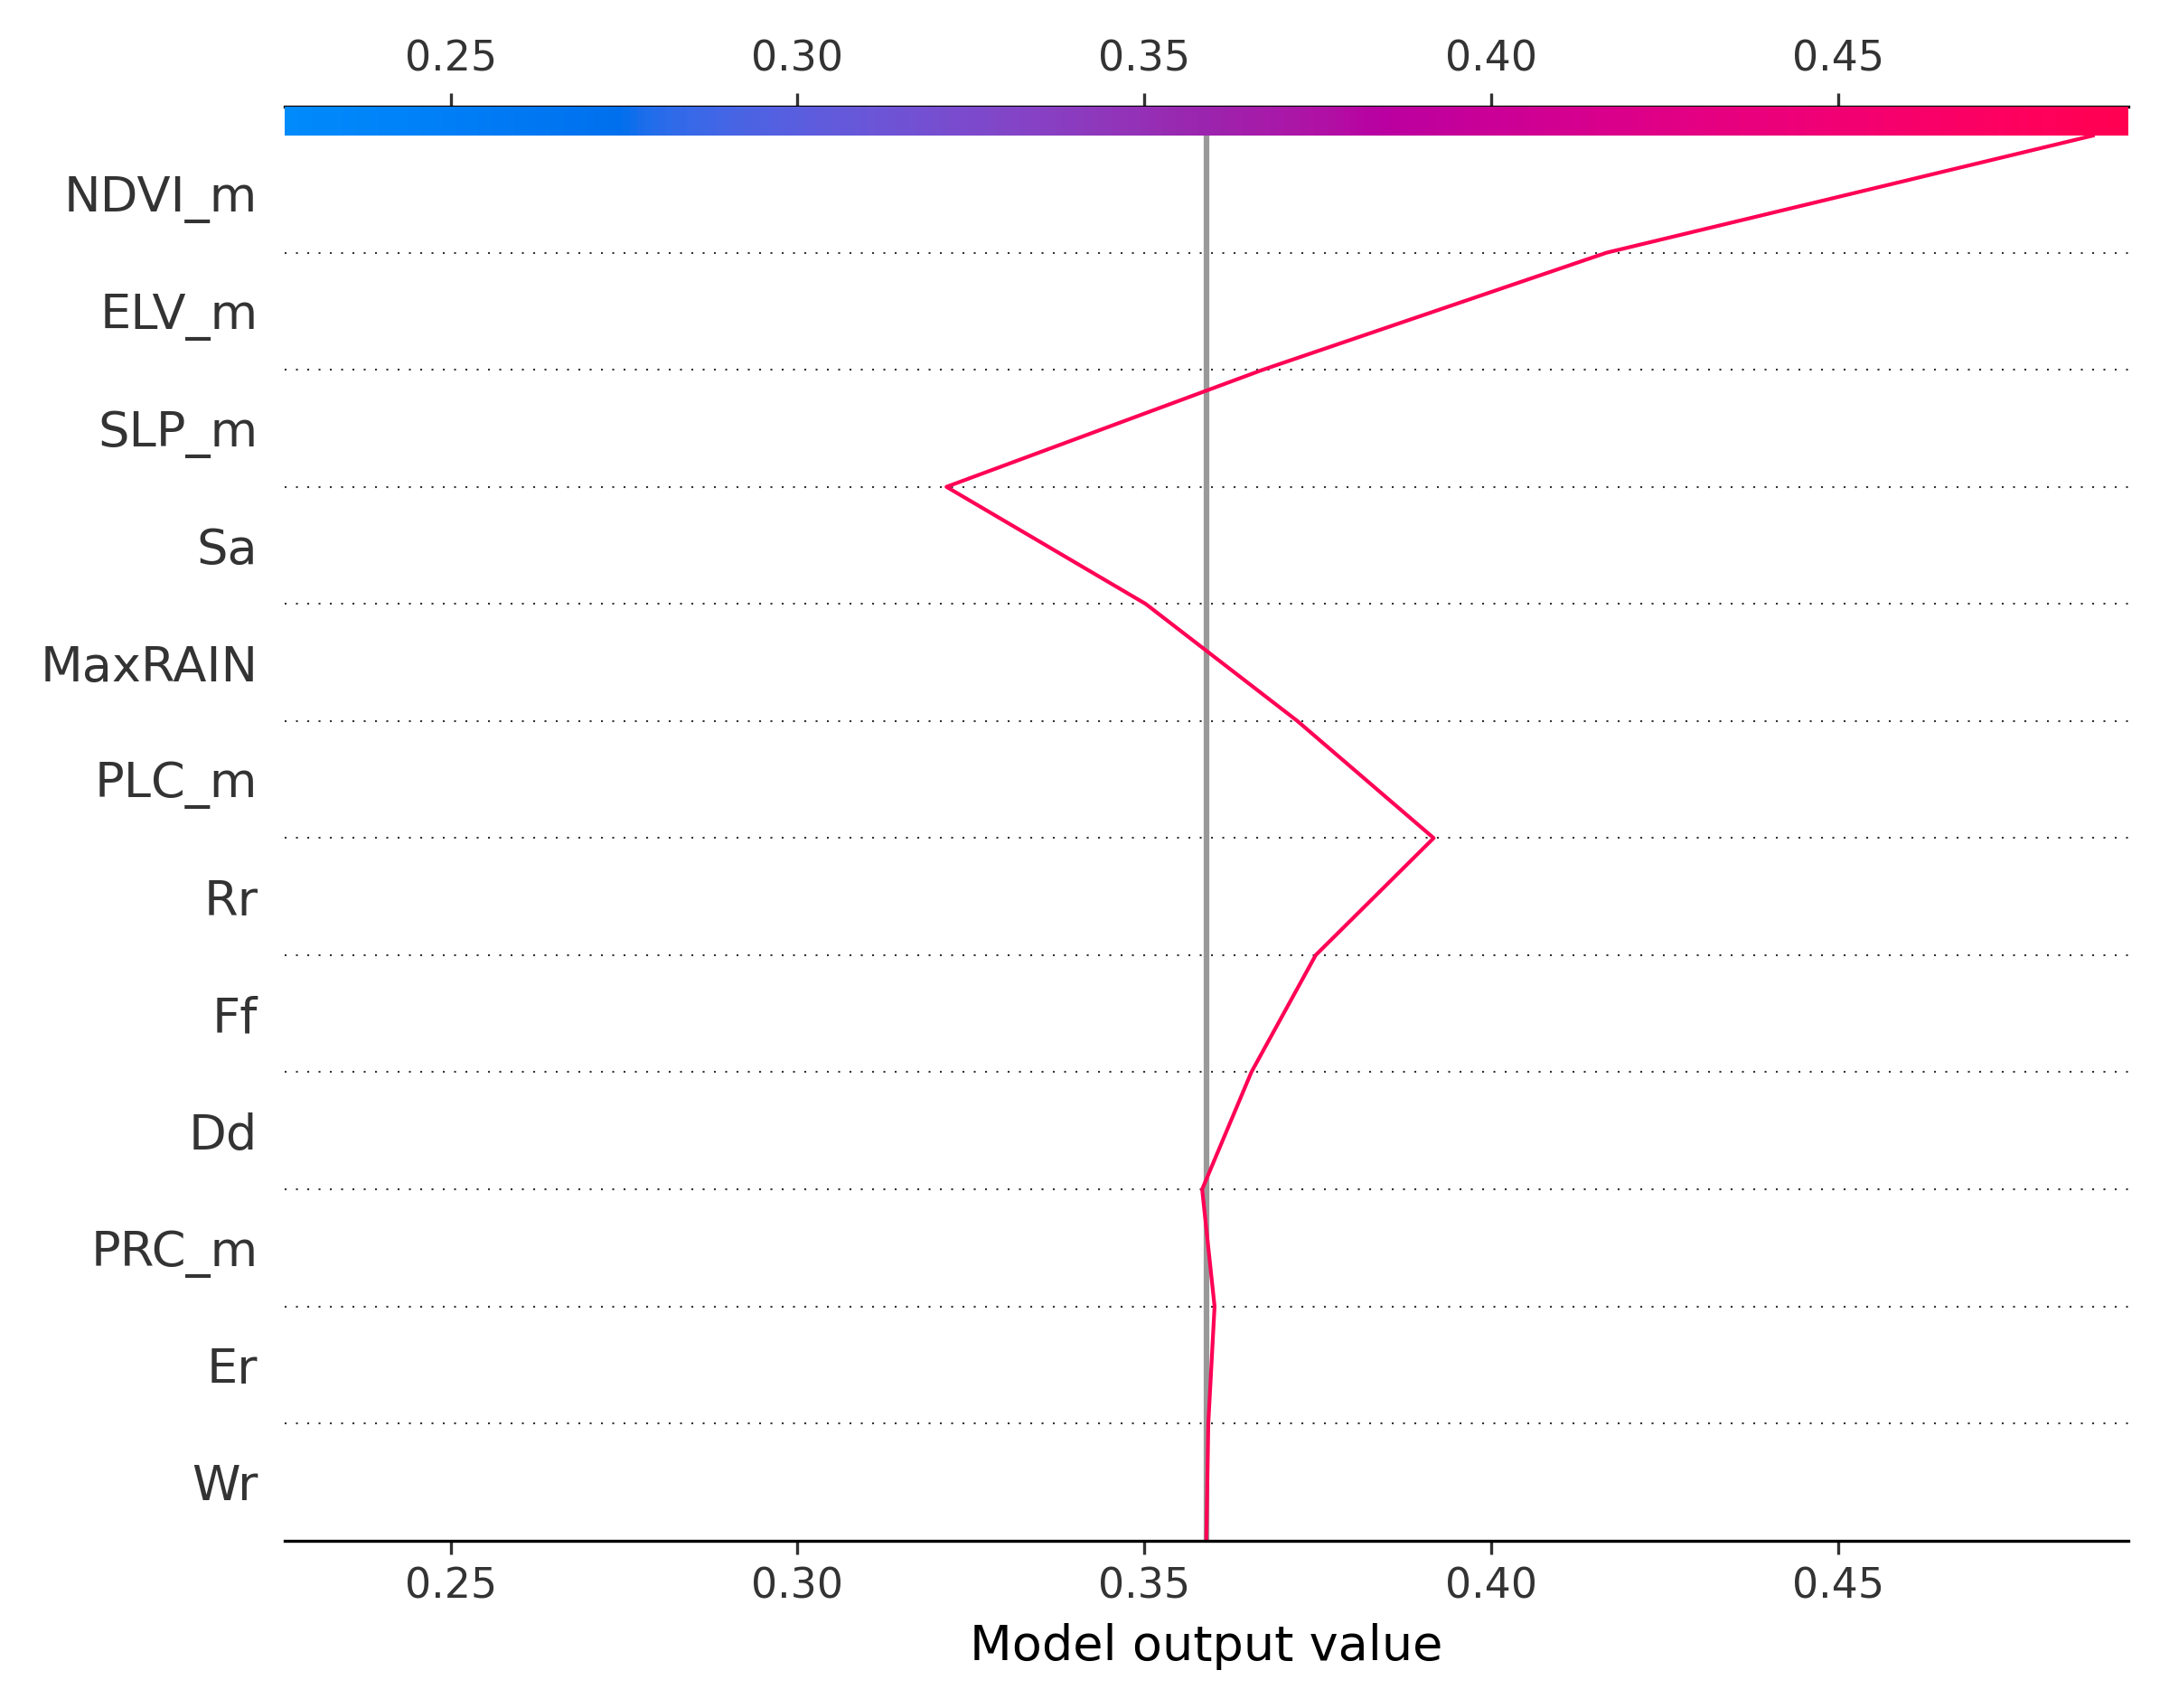 0.25 0.30 0.35 0.40 0.45
NDVI_m
ELV_m
SLP_m
Sa
MaxRAIN
PLC_m
Rr
Ff
Dd
PRC_m
Er
Wr
0.25 0.30 0.35 0.40 0.45
Model output value